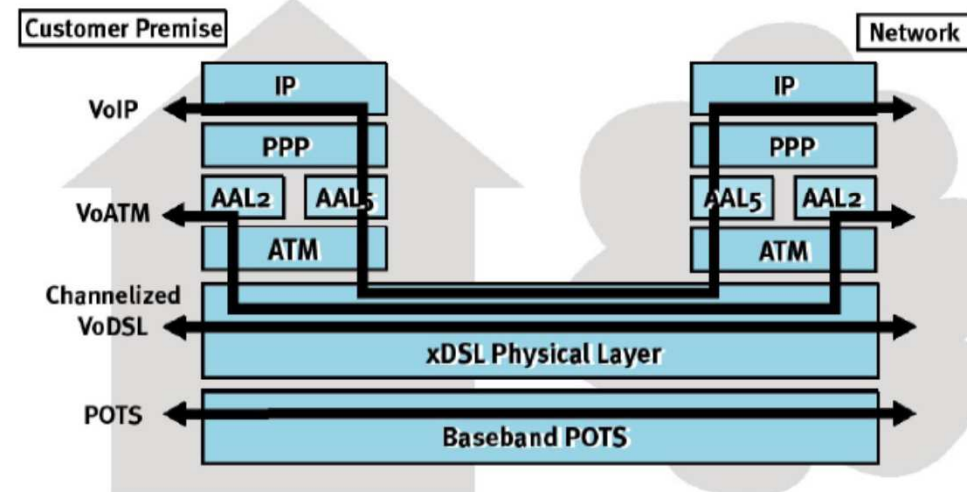 Customer Premise
Network
IP
IP
VoIP
PPP
PPP
AAL2
AAL5
AAL5
AAL2
VoATM
ATM
ATM
Channelized
VoDSL
xDSL Physical Layer
POTS
Baseband POTS